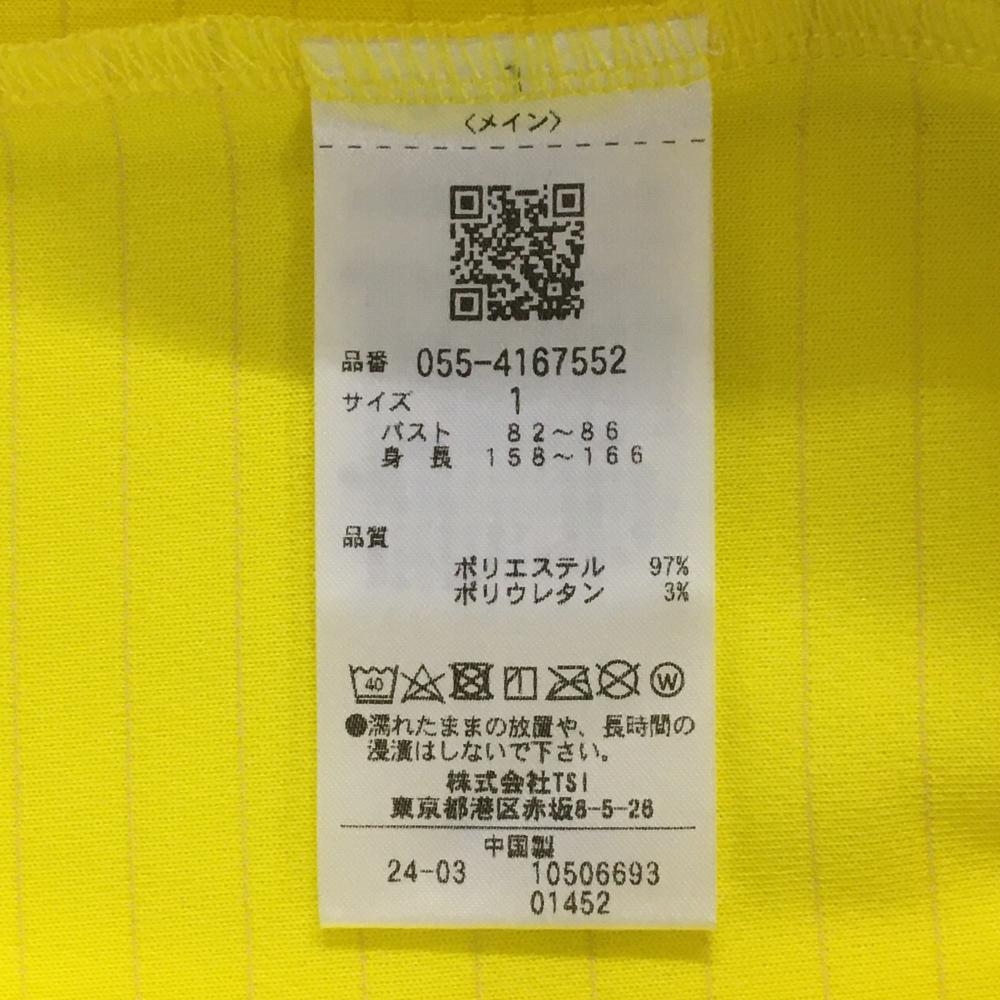 〈メイン〉
品番 055-4167552
サイズ 1
バスト 82~86
身長 158~166
品質
ポリエステル 97%
ポリウレタン 3%
40
W
●濡れたままの放置や、長時間の
浸漬はしないで下さい。
株式会社TSI
東京都港区赤坂8-5-26
中国製
24-03 10506693
01452